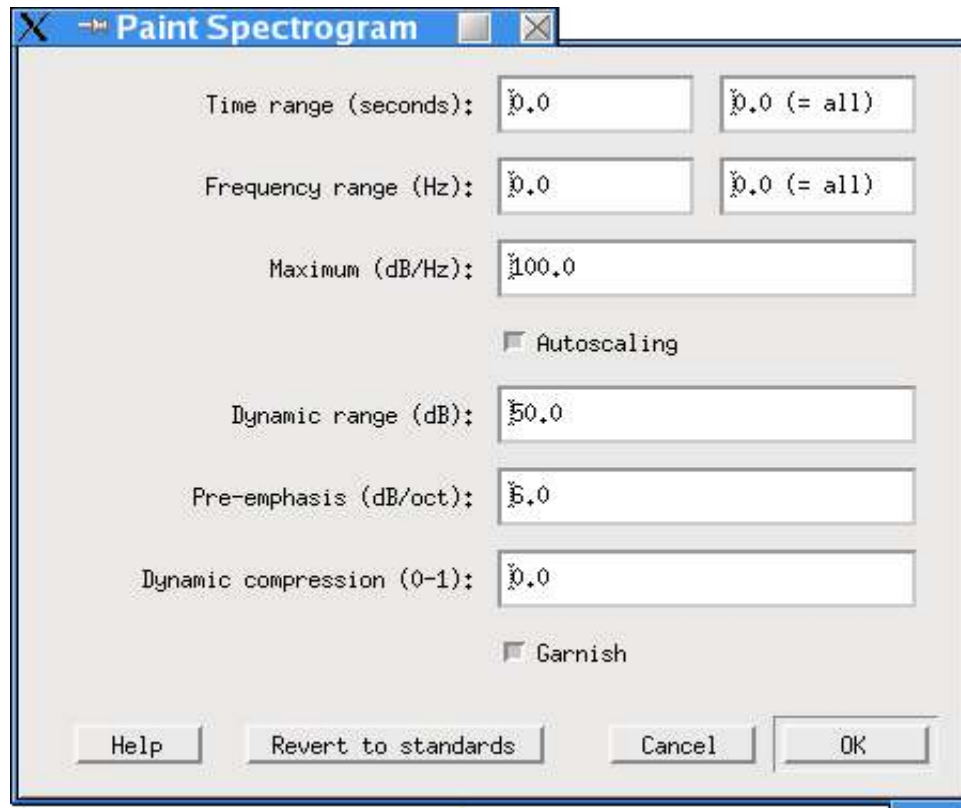 Paint Spectrogram
Time range (seconds): 0.0 0.0 (= all)
Frequency range (Hz): 0.0 0.0 (= all)
Maximum (dB/Hz): 100.0
Autoscaling
Dynamic range (dB): 50.0
Pre-emphasis (dB/oct): 6.0
Dynamic compression (0-1): 0.0
Garnish
Help Revert to standards Cancel OK